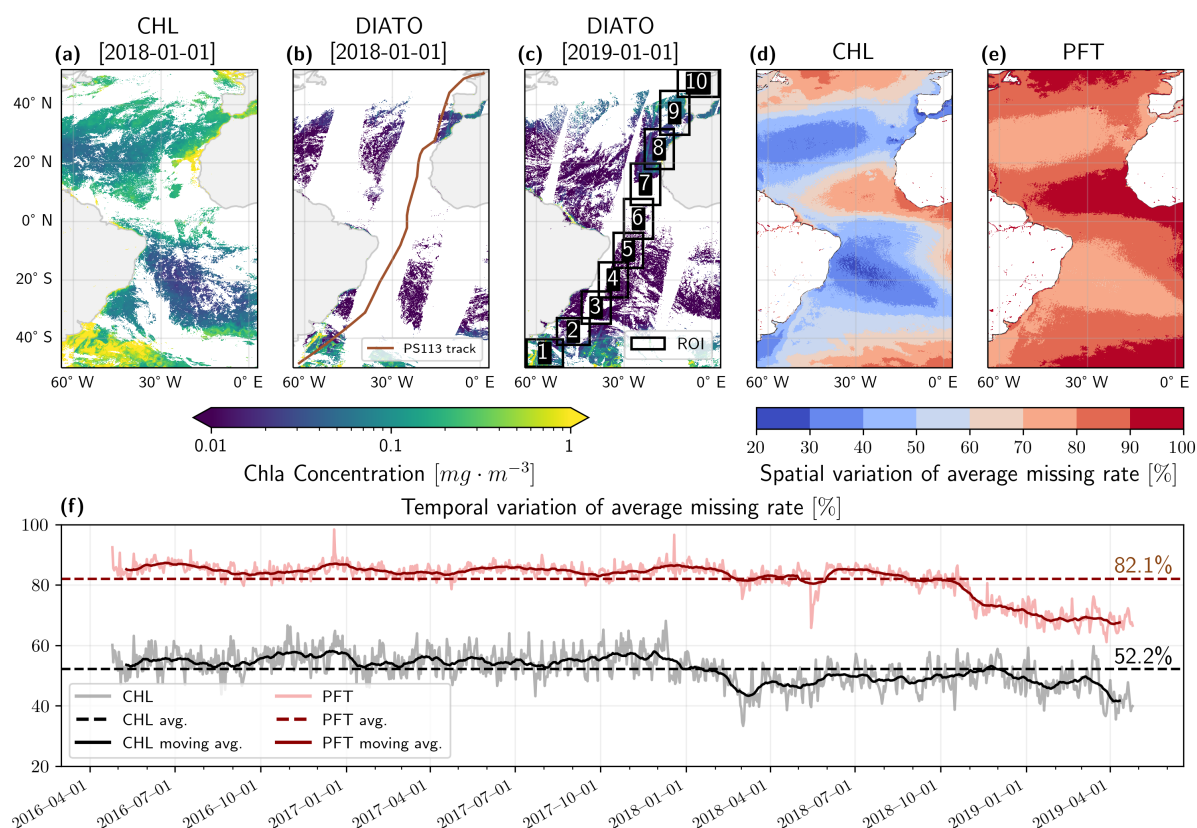 CHL
[2018-01-01]
(a)
DIATO
[2018-01-01]
(b)
DIATO
[2019-01-01]
(c)
CHL
(d)
PFT
(e)
40° N
20° N
0° N
20° S
40° S
PS113 track
10
9
8
7
6
5
4
3
2
1
ROI
60° W 30° W 0° E
60° W 30° W 0° E
60° W 30° W 0° E
60° W 30° W 0° E
60° W 30° W 0° E
0.01 0.1 1
Chla Concentration [mg · m⁻³]
20 30 40 50 60 70 80 90 100
Spatial variation of average missing rate [%]
(f)
Temporal variation of average missing rate [%]
100
80
60
40
20
82.1%
52.2%
CHL
CHL avg.
CHL moving avg.
PFT
PFT avg.
PFT moving avg.
2016–04–01 2016–07–01 2016–10–01 2017–01–01 2017–04–01 2017–07–01 2017–10–01 2018–01–01 2018–04–01 2018–07–01 2018–10–01 2019–01–01 2019–04–01